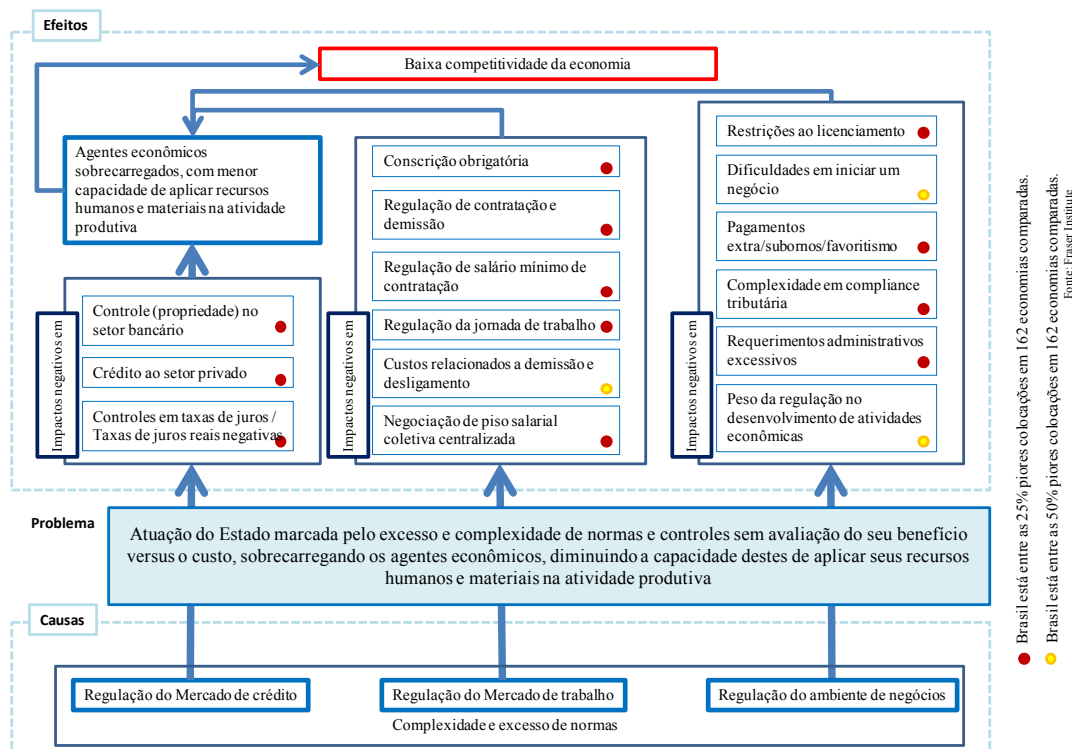 Efeitos
Baixa competitividade da economia
Agentes econômicos
sobrecarregados, com menor
capacidade de aplicar recursos
humanos e materiais na atividade
produtiva
Impactos negativos em
Controle (propriedade) no
setor bancário
Crédito ao setor privado
Controles em taxas de juros /
Taxas de juros reais negativas
Impactos negativos em
Conscrição obrigatória
Regulação de contratação e
demissão
Regulação de salário mínimo de
contratação
Regulação da jornada de trabalho
Custos relacionados a demissão e
desligamento
Negociação de piso salarial
coletiva centralizada
Impactos negativos em
Restrições ao licenciamento
Dificuldades em iniciar um
negócio
Pagamentos
extra/subornos/favoritismo
Complexidade em compliance
tributária
Requerimentos administrativos
excessivos
Peso da regulação no
desenvolvimento de atividades
econômicas
Problema
Atuação do Estado marcada pelo excesso e complexidade de normas e controles sem avaliação do seu benefício
versus o custo, sobrecarregando os agentes econômicos, diminuindo a capacidade destes de aplicar seus recursos
humanos e materiais na atividade produtiva
Causas
Regulação do Mercado de crédito
Regulação do Mercado de trabalho
Regulação do ambiente de negócios
Complexidade e excesso de normas
Brasil está entre as 25% piores colocações em 162 economias comparadas.
Brasil está entre as 50% piores colocações em 162 economias comparadas.
Fonte: Fraser Institute